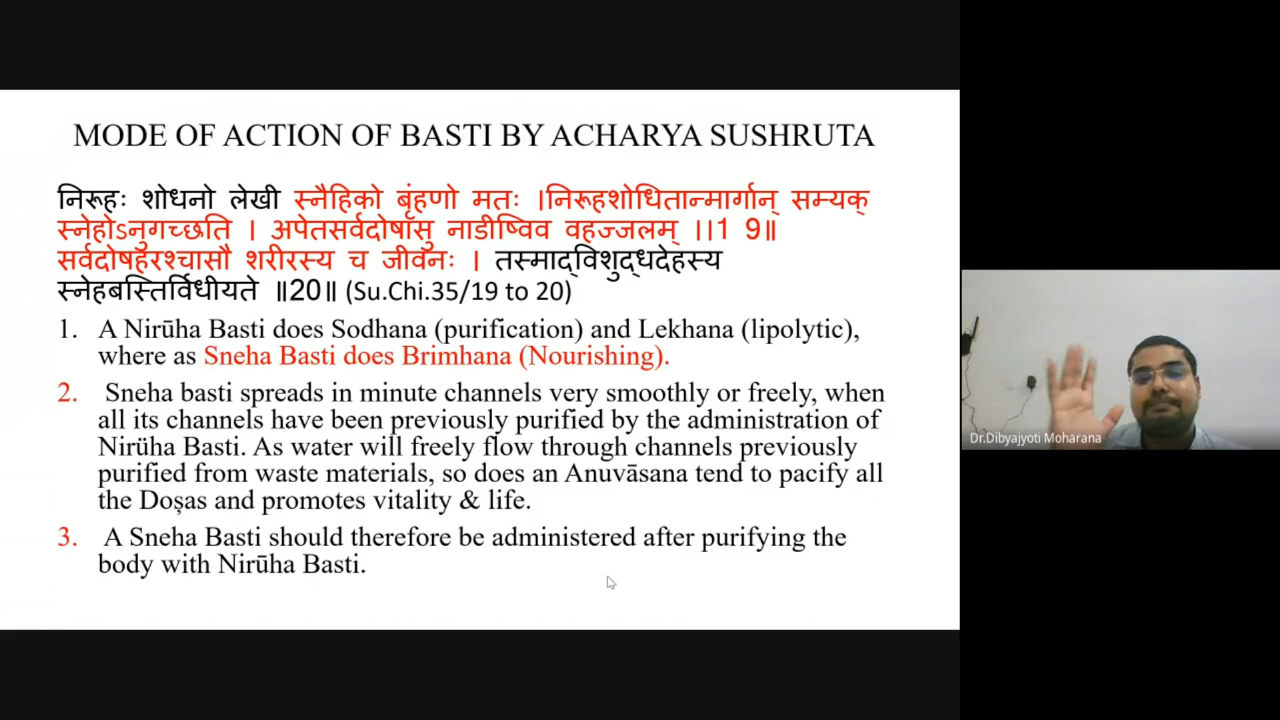 MODE OF ACTION OF BASTI BY ACHARYA SUSHRUTA
निरूहः शोधनो लेखी स्नैहिको बृंहणो मतः ।निरूहशोधितान्मार्गान् सम्यक्
स्नेहोऽनुगच्छति । अपेतसर्वदोषासु नाडीष्विव वहज्जलम् ।।1 9॥
सर्वदोषहरश्चासौ शरीरस्य च जीवनः । तस्माद्विशुद्धदेहस्य
स्नेहबस्तिर्विधीयते ॥20॥ (Su.Chi.35/19 to 20)
1. A Nirūha Basti does Sodhana (purification) and Lekhana (lipolytic),
where as Sneha Basti does Brimhana (Nourishing).
2. Sneha basti spreads in minute channels very smoothly or freely, when
all its channels have been previously purified by the administration of
Nirüha Basti. As water will freely flow through channels previously
purified from waste materials, so does an Anuvāsana tend to pacify all
the Doșas and promotes vitality & life.
3. A Sneha Basti should therefore be administered after purifying the
body with Nirūha Basti.
Dr.Dibyajyoti Moharana